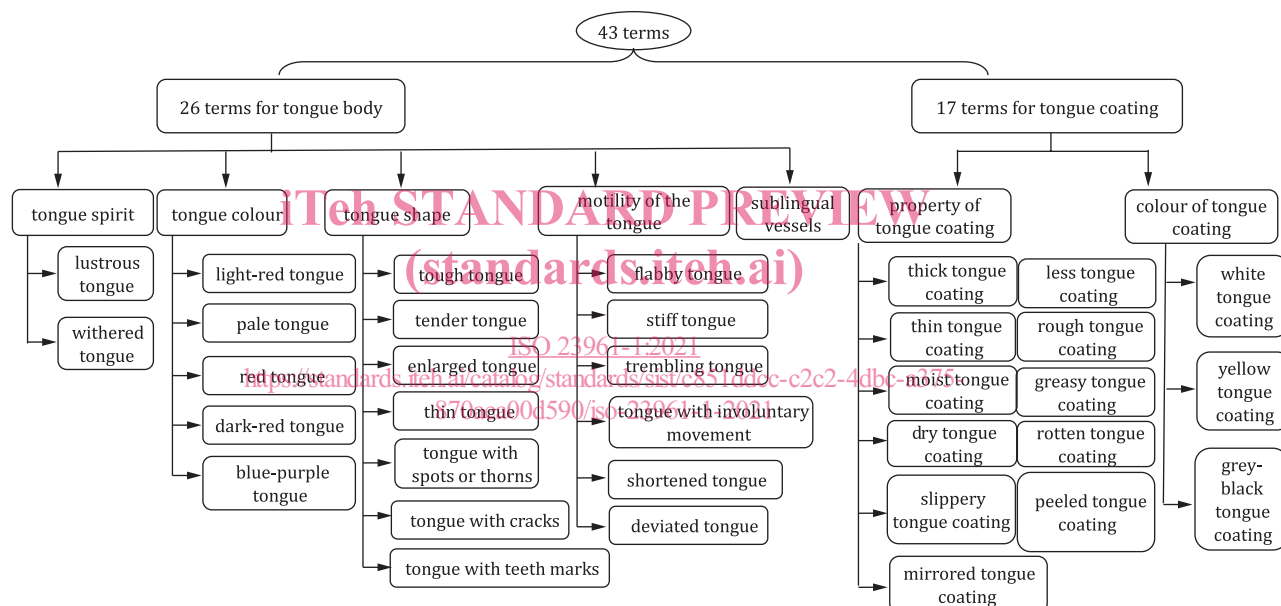 43 terms
26 terms for tongue body
17 terms for tongue coating
tongue spirit
tongue colour
tongue shape
motility of the
tongue
sublingual
vessels
property of
tongue coating
colour of tongue
coating
lustrous
tongue
withered
tongue
light-red tongue
pale tongue
red tongue
dark-red tongue
blue-purple
tongue
tough tongue
tender tongue
enlarged tongue
thin tongue
tongue with
spots or thorns
tongue with cracks
tongue with teeth marks
flabby tongue
stiff tongue
trembling tongue
tongue with involuntary
movement
shortened tongue
deviated tongue
thick tongue
coating
thin tongue
coating
moist tongue
coating
dry tongue
coating
slippery
tongue coating
mirrored tongue
coating
less tongue
coating
rough tongue
coating
greasy tongue
coating
rotten tongue
coating
peeled tongue
coating
white
tongue
coating
yellow
tongue
coating
grey-
black
tongue
coating
iTeh STANDARD PREVIEW
(standards.iteh.ai)
ISO 23961-1:2021